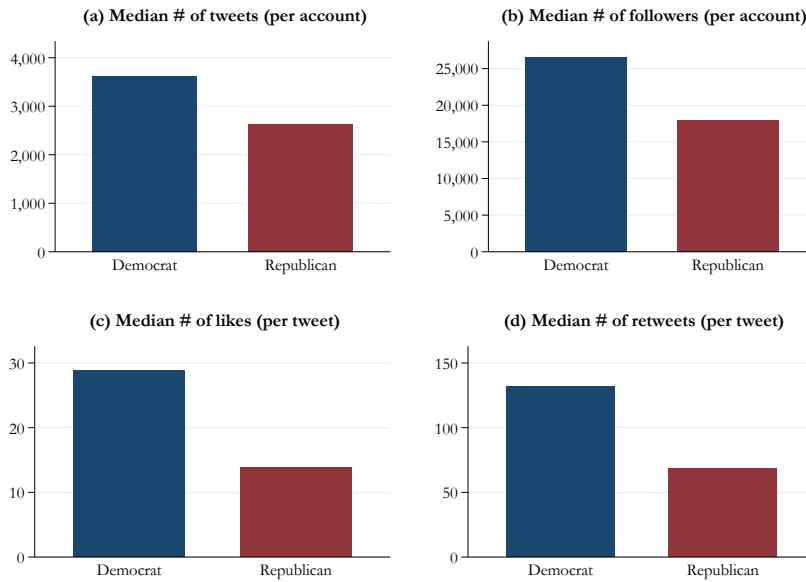 (a) Median # of tweets (per account)
4,000
3,000
2,000
1,000
0
Democrat Republican
(b) Median # of followers (per account)
25,000
20,000
15,000
10,000
5,000
0
Democrat Republican
(c) Median # of likes (per tweet)
30
20
10
0
Democrat Republican
(d) Median # of retweets (per tweet)
150
100
50
0
Democrat Republican